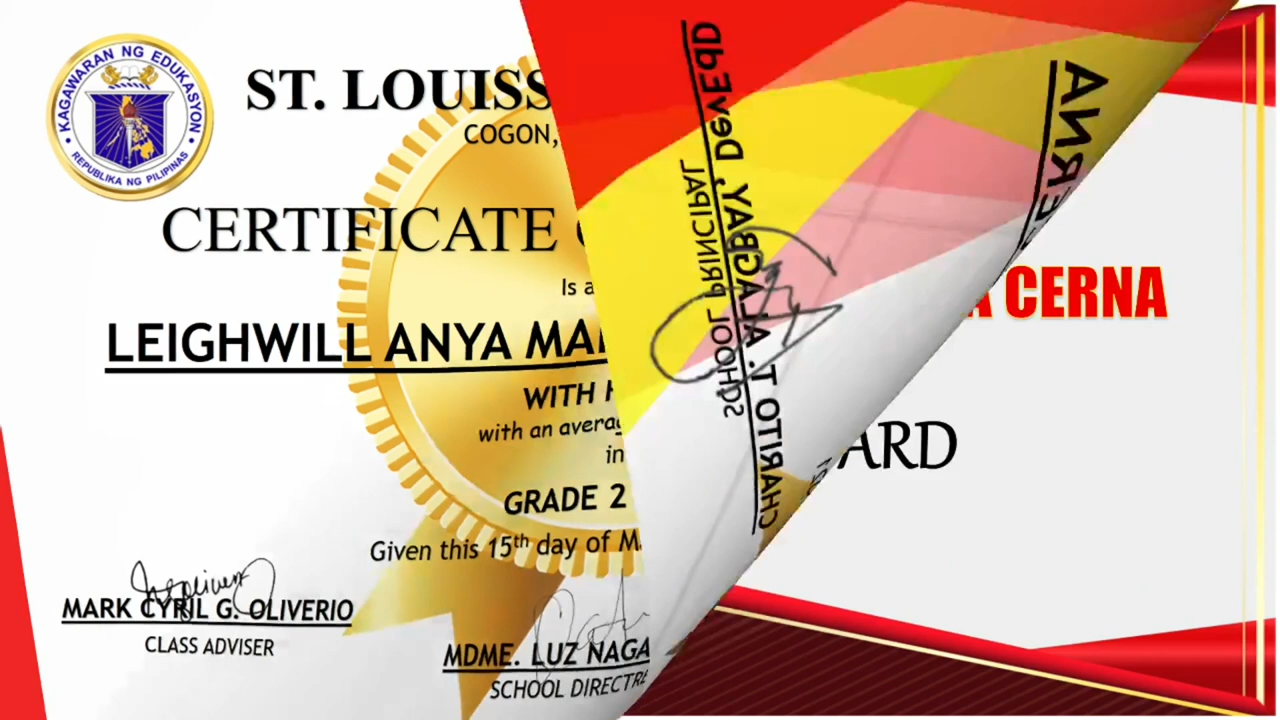 KAGAWARAN NG EDUKASYON
REPUBLIKA NG PILIPINAS
ST. LOUISS
COGON,
CERTIFICATE
Is a
LEIGHWILL ANYA MA
WITH H
with an averag
in
GRADE 2
Given this 15th day of M
MARK CYRIL G. OLIVERIO
CLASS ADVISER
MDME. LUZ NAGA
SCHOOL DIRECTRE
CHARITO T. ALAGBAY, DevEdD
SCHOOL PRINCIPAL
ERNA
A CERNA
ARD